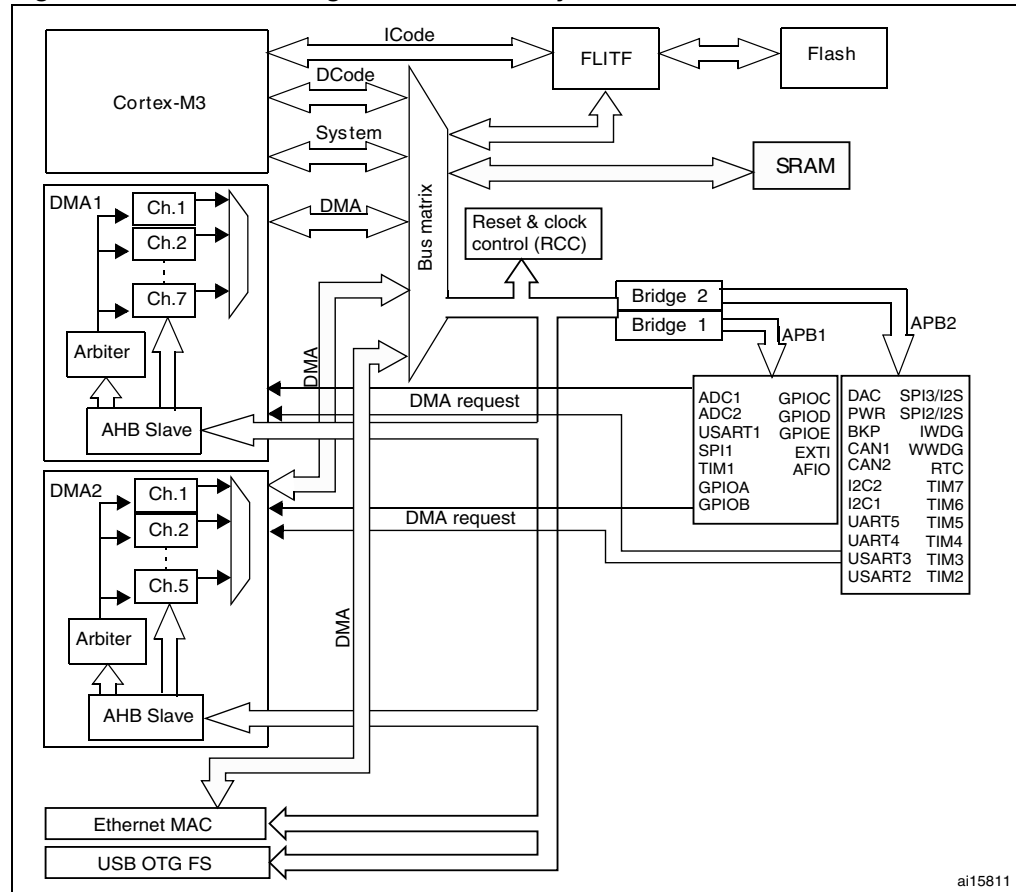 ICode
FLITF
Flash
Cortex-M3
DCode
System
SRAM
DMA1
Ch.1
Ch.2
Ch.7
DMA
Bus matrix
Reset & clock
control (RCC)
Bridge 2
Bridge 1
APB1
APB2
Arbiter
AHB Slave
DMA
DMA request
ADC1 GPIOC
ADC2 GPIOD
USART1 GPIOE
SPI1 EXTI
TIM1 AFIO
GPIOA
GPIOB
DAC SPI3/I2S
PWR SPI2/I2S
BKP IWDG
CAN1 WWDG
CAN2 RTC
I2C2 TIM7
I2C1 TIM6
UART5 TIM5
UART4 TIM4
USART3 TIM3
USART2 TIM2
DMA2
Ch.1
Ch.2
Ch.5
DMA request
Arbiter
AHB Slave
DMA
Ethernet MAC
USB OTG FS
ai15811